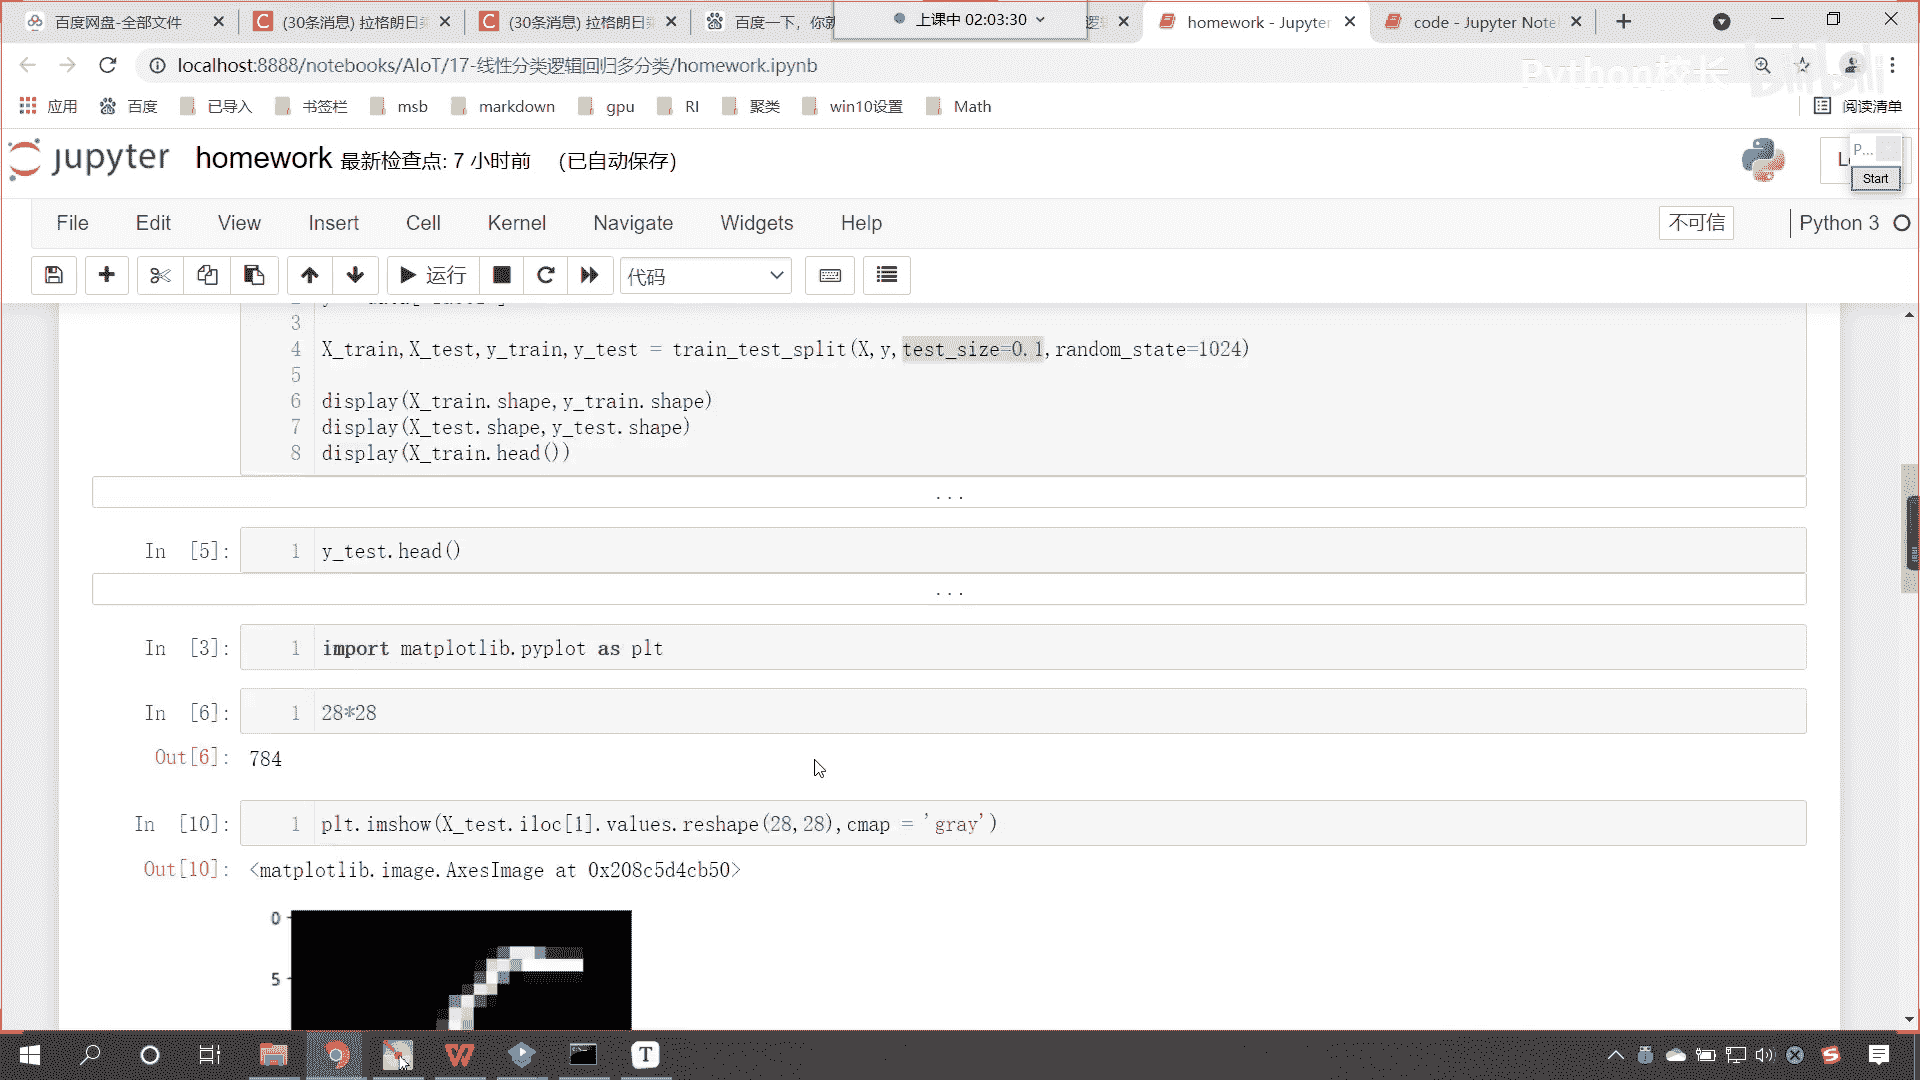 百度网盘-全部文件
(30条消息) 拉格朗日
(30条消息) 拉格朗日
百度一下，你
上课中 02:03:30
homework - Jupyter
code - Jupyter Note
localhost:8888/notebooks/AIoT/17-线性分类逻辑回归多分类/homework.ipynb
Python校长
bilibili
应用
百度
已导入
书签栏
msb
markdown
gpu
RI
聚类
win10设置
Math
阅读清单
jupyter
homework 最新检查点: 7 小时前 (已自动保存)
P...
Start
File Edit View Insert Cell Kernel Navigate Widgets Help
不可信
Python 3
运行
代码
3
4 X_train,X_test,y_train,y_test = train_test_split(X,y,test_size=0.1,random_state=1024)
5
6 display(X_train.shape,y_train.shape)
7 display(X_test.shape,y_test.shape)
8 display(X_train.head())
...
In [5]: 1 y_test.head()
...
In [3]: 1 import matplotlib.pyplot as plt
In [6]: 1 28*28
Out[6]: 784
In [10]: 1 plt.imshow(X_test.iloc[1].values.reshape(28,28),cmap = 'gray')
Out[10]: <matplotlib.image.AxesImage at 0x208c5d4cb50>
0
5